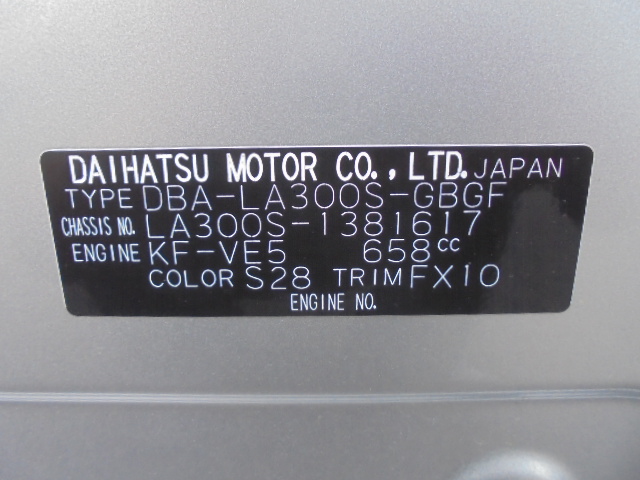 DAIHATSU MOTOR CO.,LTD. JAPAN
TYPE DBA-LA300S-GBGF
CHASSIS NO. LA300S-1381617
ENGINE KF-VE5 658cc
COLOR S28 TRIM FX10
ENGINE NO.